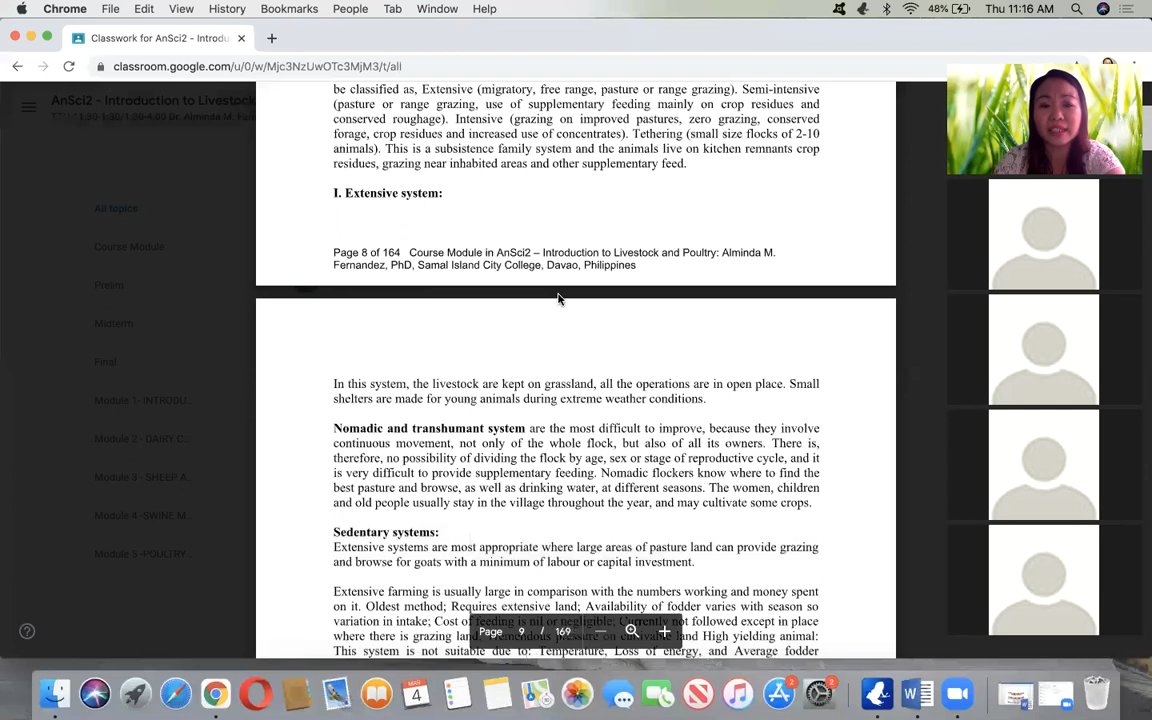 Chrome File Edit View History Bookmarks People Tab Window Help 48% Thu 11:16 AM
Classwork for AnSci2 - Introdu
classroom.google.com/u/0/w/Mjc3NzUwOTc3MjM3/t/all
AnSci2 - Introduction to Livestock
All topics
Course Module
Prelim
Midterm
Final
Module 1- INTRODU...
Module 2 - DAIRY C...
Module 3 - SHEEP A...
Module 4 -SWINE M...
Module 5 -POULTRY...
be classified as, Extensive (migratory, free range, pasture or range grazing). Semi-intensive
(pasture or range grazing, use of supplementary feeding mainly on crop residues and
conserved roughage). Intensive (grazing on improved pastures, zero grazing, conserved
forage, crop residues and increased use of concentrates). Tethering (small size flocks of 2-10
animals). This is a subsistence family system and the animals live on kitchen remnants crop
residues, grazing near inhabited areas and other supplementary feed.
I. Extensive system:
Page 8 of 164 Course Module in AnSci2 – Introduction to Livestock and Poultry: Alminda M.
Fernandez, PhD, Samal Island City College, Davao, Philippines
In this system, the livestock are kept on grassland, all the operations are in open place. Small
shelters are made for young animals during extreme weather conditions.
Nomadic and transhumant system are the most difficult to improve, because they involve
continuous movement, not only of the whole flock, but also of all its owners. There is,
therefore, no possibility of dividing the flock by age, sex or stage of reproductive cycle, and it
is very difficult to provide supplementary feeding. Nomadic flockers know where to find the
best pasture and browse, as well as drinking water, at different seasons. The women, children
and old people usually stay in the village throughout the year, and may cultivate some crops.
Sedentary systems:
Extensive systems are most appropriate where large areas of pasture land can provide grazing
and browse for goats with a minimum of labour or capital investment.
Extensive farming is usually large in comparison with the numbers working and money spent
on it. Oldest method; Requires extensive land; Availability of fodder varies with season so
variation in intake; Cost of feeding is nil or negligible; Currently not followed except in place
where there is grazing land, tremendous pressure on cultivable land High yielding animal:
This system is not suitable due to: Temperature, Loss of energy, and Average fodder
Page 9 / 169